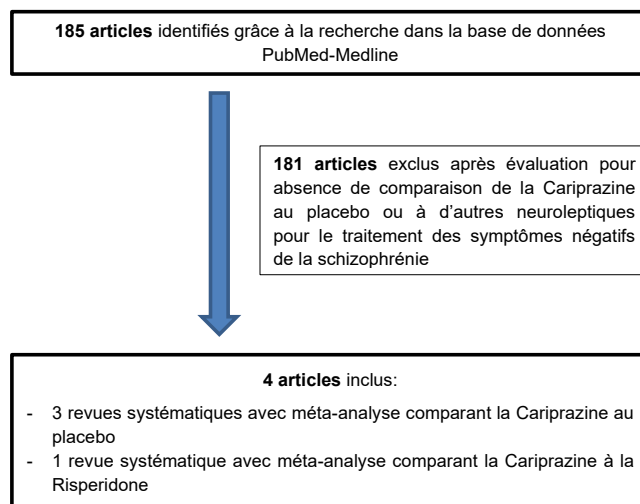 185 articles identifiés grâce à la recherche dans la base de données
PubMed-Medline
181 articles exclus après évaluation pour
absence de comparaison de la Cariprazine
au placebo ou à d'autres neuroleptiques
pour le traitement des symptômes négatifs
de la schizophrénie
4 articles inclus:
- 3 revues systématiques avec méta-analyse comparant la Cariprazine au
placebo
- 1 revue systématique avec méta-analyse comparant la Cariprazine à la
Risperidone